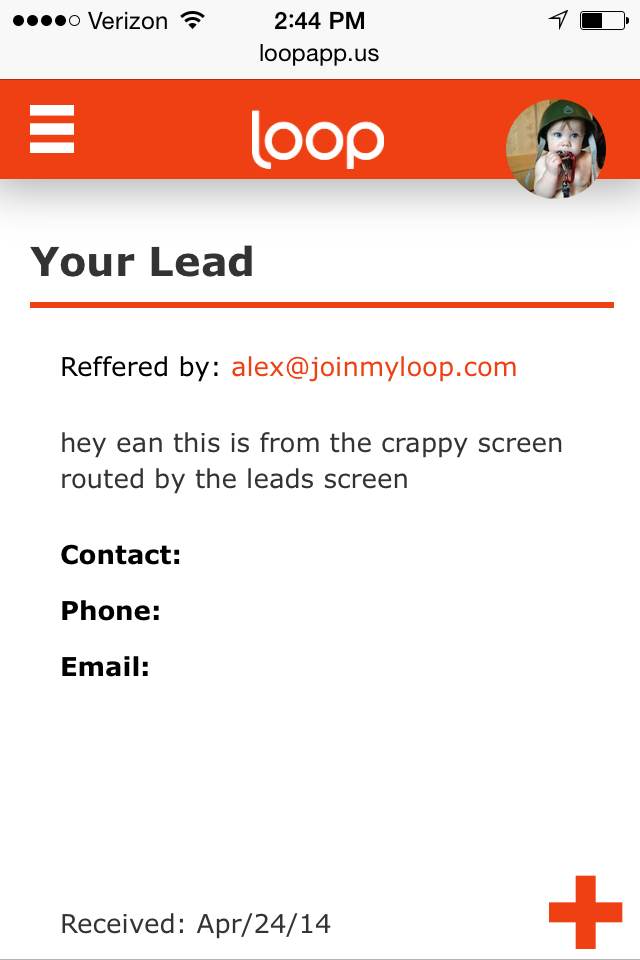 Verizon 2:44 PM
loopapp.us
loop
Your Lead
Reffered by: alex@joinmyloop.com
hey ean this is from the crappy screen
routed by the leads screen
Contact:
Phone:
Email:
Received: Apr/24/14